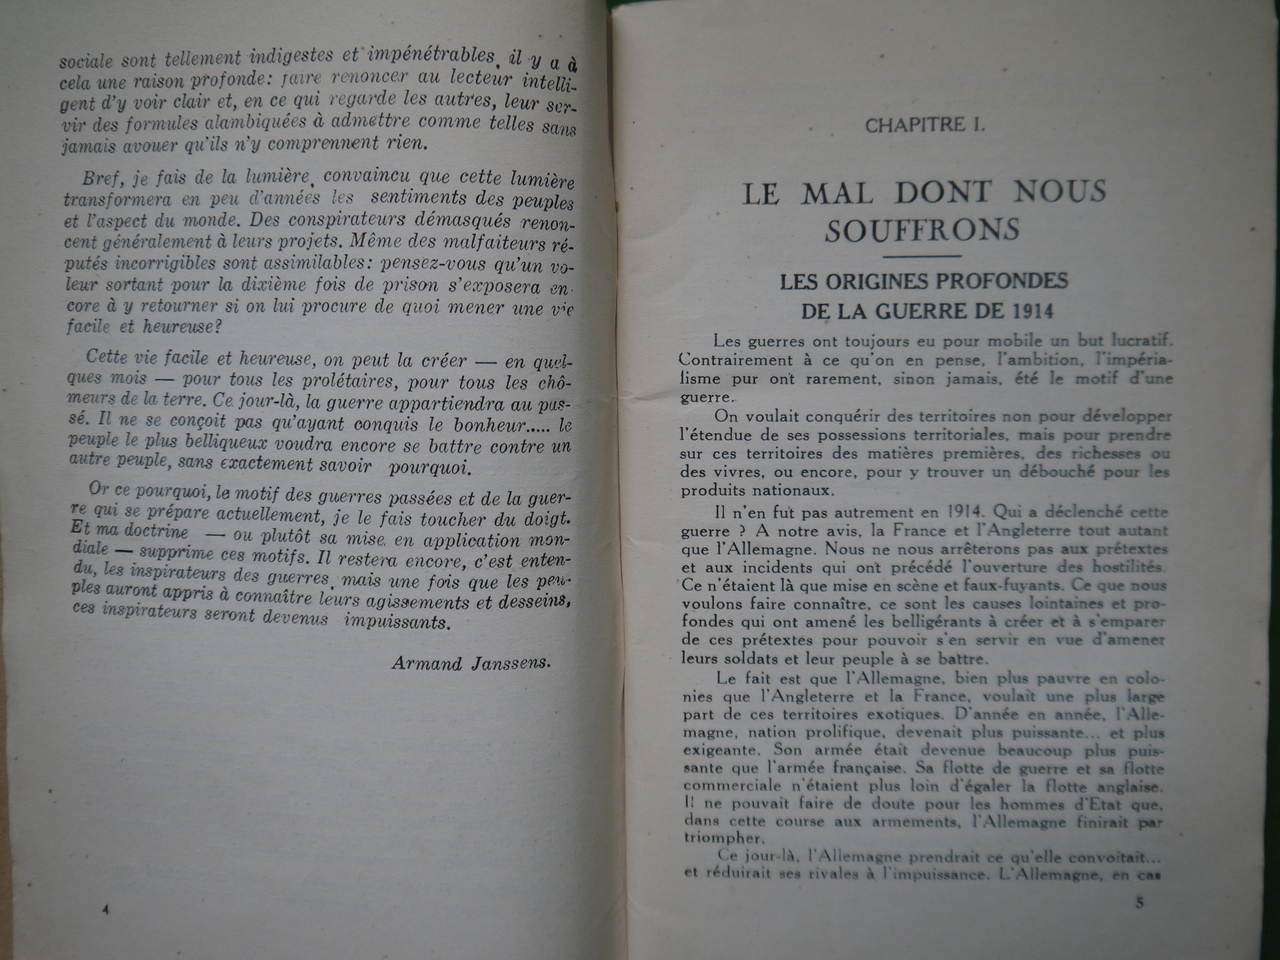 sociale sont tellement indigestes et impénétrables, il y a à
cela une raison profonde: faire renoncer au lecteur intelli-
gent d'y voir clair et, en ce qui regarde les autres, leur ser-
vir des formules alambiquées à admettre comme telles sans
jamais avouer qu'ils n'y comprennent rien.
Bref, je fais de la lumière, convaincu que cette lumière
transformera en peu d'années les sentiments des peuples
et l'aspect du monde. Des conspirateurs démasqués renon-
cent généralement à leurs projets. Même des malfaiteurs ré-
putés incorrigibles sont assimilables: pensez-vous qu'un vo-
leur sortant pour la dixième fois de prison s'exposera en-
core à y retourner si on lui procure de quoi mener une vie
facile et heureuse?
Cette vie facile et heureuse, on peut la créer — en quel-
ques mois — pour tous les prolétaires, pour tous les chô-
meurs de la terre. Ce jour-là, la guerre appartiendra au pas-
sé. Il ne se conçoit pas qu'ayant conquis le bonheur..... le
peuple le plus belliqueux voudra encore se battre contre un
autre peuple, sans exactement savoir pourquoi.
Or ce pourquoi, le motif des guerres passées et de la guer-
re qui se prépare actuellement, je le fais toucher du doigt.
Et ma doctrine — ou plutôt sa mise en application mon-
diale — supprime ces motifs. Il restera encore, c'est enten-
du, les inspirateurs des guerres, mais une fois que les peu-
ples auront appris à connaître leurs agissements et desseins,
ces inspirateurs seront devenus impuissants.
Armand Janssens.
4
CHAPITRE I.
LE MAL DONT NOUS
SOUFFRONS
LES ORIGINES PROFONDES
DE LA GUERRE DE 1914
Les guerres ont toujours eu pour mobile un but lucratif.
Contrairement à ce qu'on en pense, l'ambition, l'impéria-
lisme pur ont rarement, sinon jamais, été le motif d'une
guerre.
On voulait conquérir des territoires non pour développer
l'étendue de ses possessions territoriales, mais pour prendre
sur ces territoires des matières premières, des richesses ou
des vivres, ou encore, pour y trouver un débouché pour les
produits nationaux.
Il n'en fut pas autrement en 1914. Qui a déclenché cette
guerre ? A notre avis, la France et l'Angleterre tout autant
que l'Allemagne. Nous ne nous arrêterons pas aux prétextes
et aux incidents qui ont précédé l'ouverture des hostilités.
Ce n'étaient là que mise en scène et faux-fuyants. Ce que nous
voulons faire connaître, ce sont les causes lointaines et pro-
fondes qui ont amené les belligérants à créer et à s'emparer
de ces prétextes pour pouvoir s'en servir en vue d'amener
leurs soldats et leur peuple à se battre.
Le fait est que l'Allemagne, bien plus pauvre en colo-
nies que l'Angleterre et la France, voulait une plus large
part de ces territoires exotiques. D'année en année, l'Alle-
magne, nation prolifique, devenait plus puissante... et plus
exigeante. Son armée était devenue beaucoup plus puis-
sante que l'armée française. Sa flotte de guerre et sa flotte
commerciale n'étaient plus loin d'égaler la flotte anglaise.
Il ne pouvait faire de doute pour les hommes d'Etat que,
dans cette course aux armements, l'Allemagne finirait par
triompher.
Ce jour-là, l'Allemagne prendrait ce qu'elle convoitait...
et réduirait ses rivales à l'impuissance. L'Allemagne, en cas
5